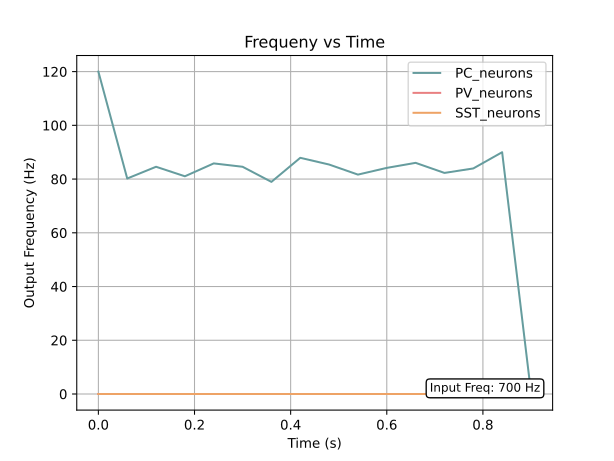 Frequeny vs Time
PC_neurons
PV_neurons
SST_neurons
Output Frequency (Hz)
120
100
80
60
40
20
0
Input Freq: 700 Hz
0.0 0.2 0.4 0.6 0.8
Time (s)